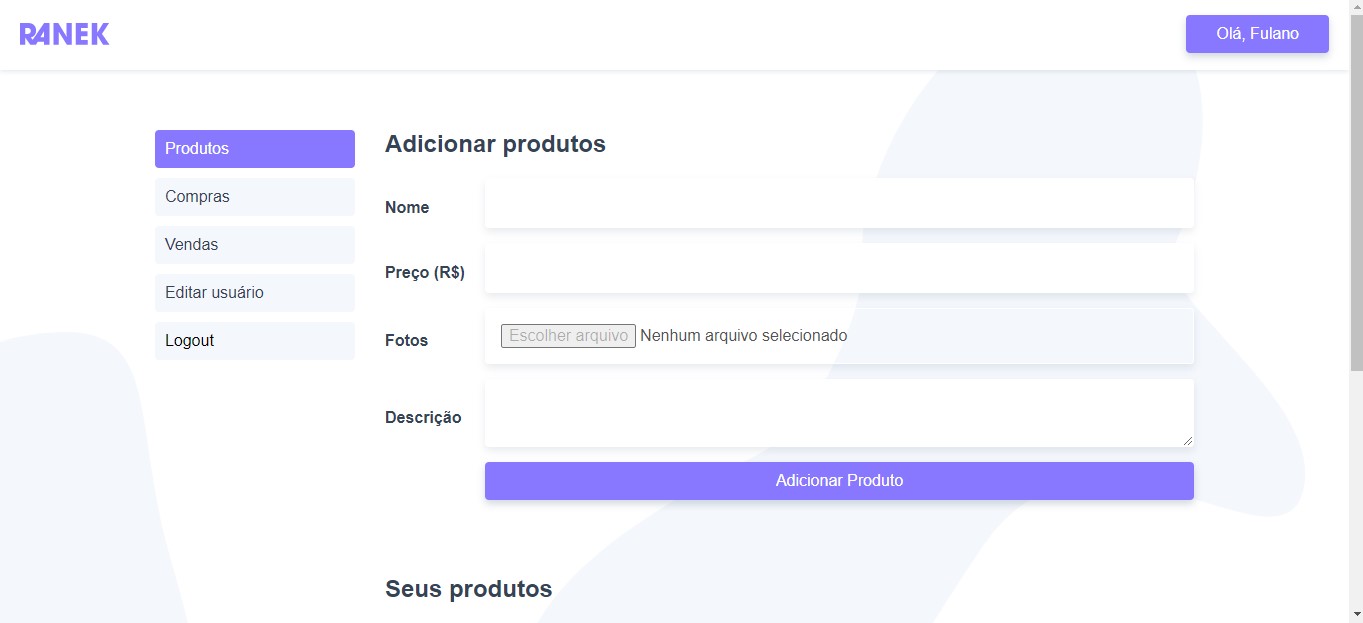 RANEK
Olá, Fulano
Produtos
Compras
Vendas
Editar usuário
Logout
Adicionar produtos
Nome
Preço (R$)
Fotos
Escolher arquivo Nenhum arquivo selecionado
Descrição
Adicionar Produto
Seus produtos